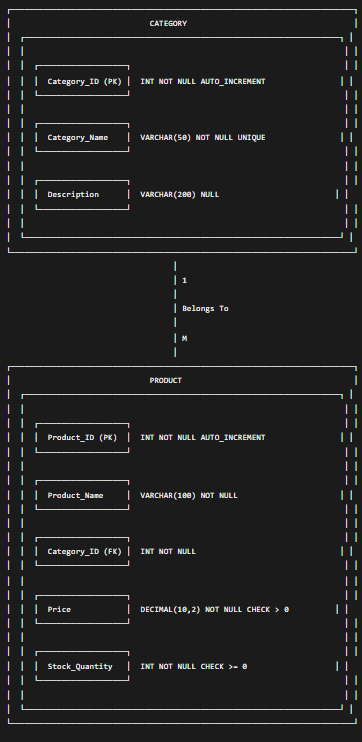 CATEGORY
Category_ID (PK) INT NOT NULL AUTO_INCREMENT
Category_Name VARCHAR(50) NOT NULL UNIQUE
Description VARCHAR(200) NULL
1
Belongs To
M
PRODUCT
Product_ID (PK) INT NOT NULL AUTO_INCREMENT
Product_Name VARCHAR(100) NOT NULL
Category_ID (FK) INT NOT NULL
Price DECIMAL(10,2) NOT NULL CHECK > 0
Stock_Quantity INT NOT NULL CHECK >= 0